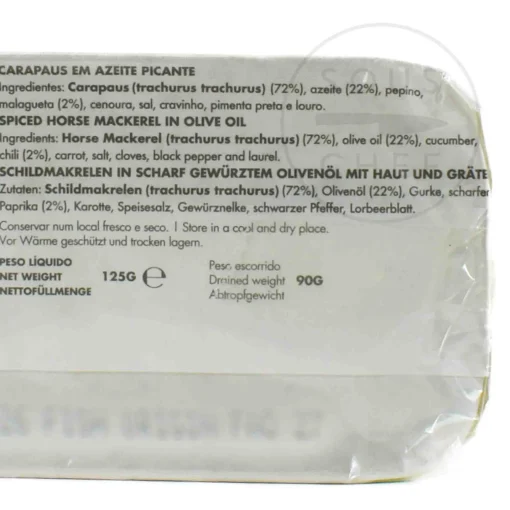 CARAPAUS EM AZEITE PICANTE
Ingredientes: Carapaus (trachurus trachurus) (72%), azeite (22%), pepino,
malagueta (2%), cenoura, sal, cravinho, pimenta preta e louro.
SPICED HORSE MACKEREL IN OLIVE OIL
Ingredients: Horse Mackerel (trachurus trachurus) (72%), olive oil (22%), cucumber,
chili (2%), carrot, salt, cloves, black pepper and laurel.
SCHILDMAKRELEN IN SCHARF GEWÜRZTEM OLIVENÖL MIT HAUT UND GRÄTE
Zutaten: Schildmakrelen (trachurus trachurus) (72%), Olivenöl (22%), Gurke, scharfer
Paprika (2%), Karotte, Speisesalz, Gewürznelke, schwarzer Pfeffer, Lorbeerblatt.
Conservar num local fresco e seco. | Store in a cool and dry place.
Vor Wärme geschützt und trocken lagern.
PESO LÍQUIDO
NET WEIGHT 125G e
NETTOFÜLLMENGE
Peso escorrido
Drained weight 90G
Abtropfgewicht
SOUS
CHEF